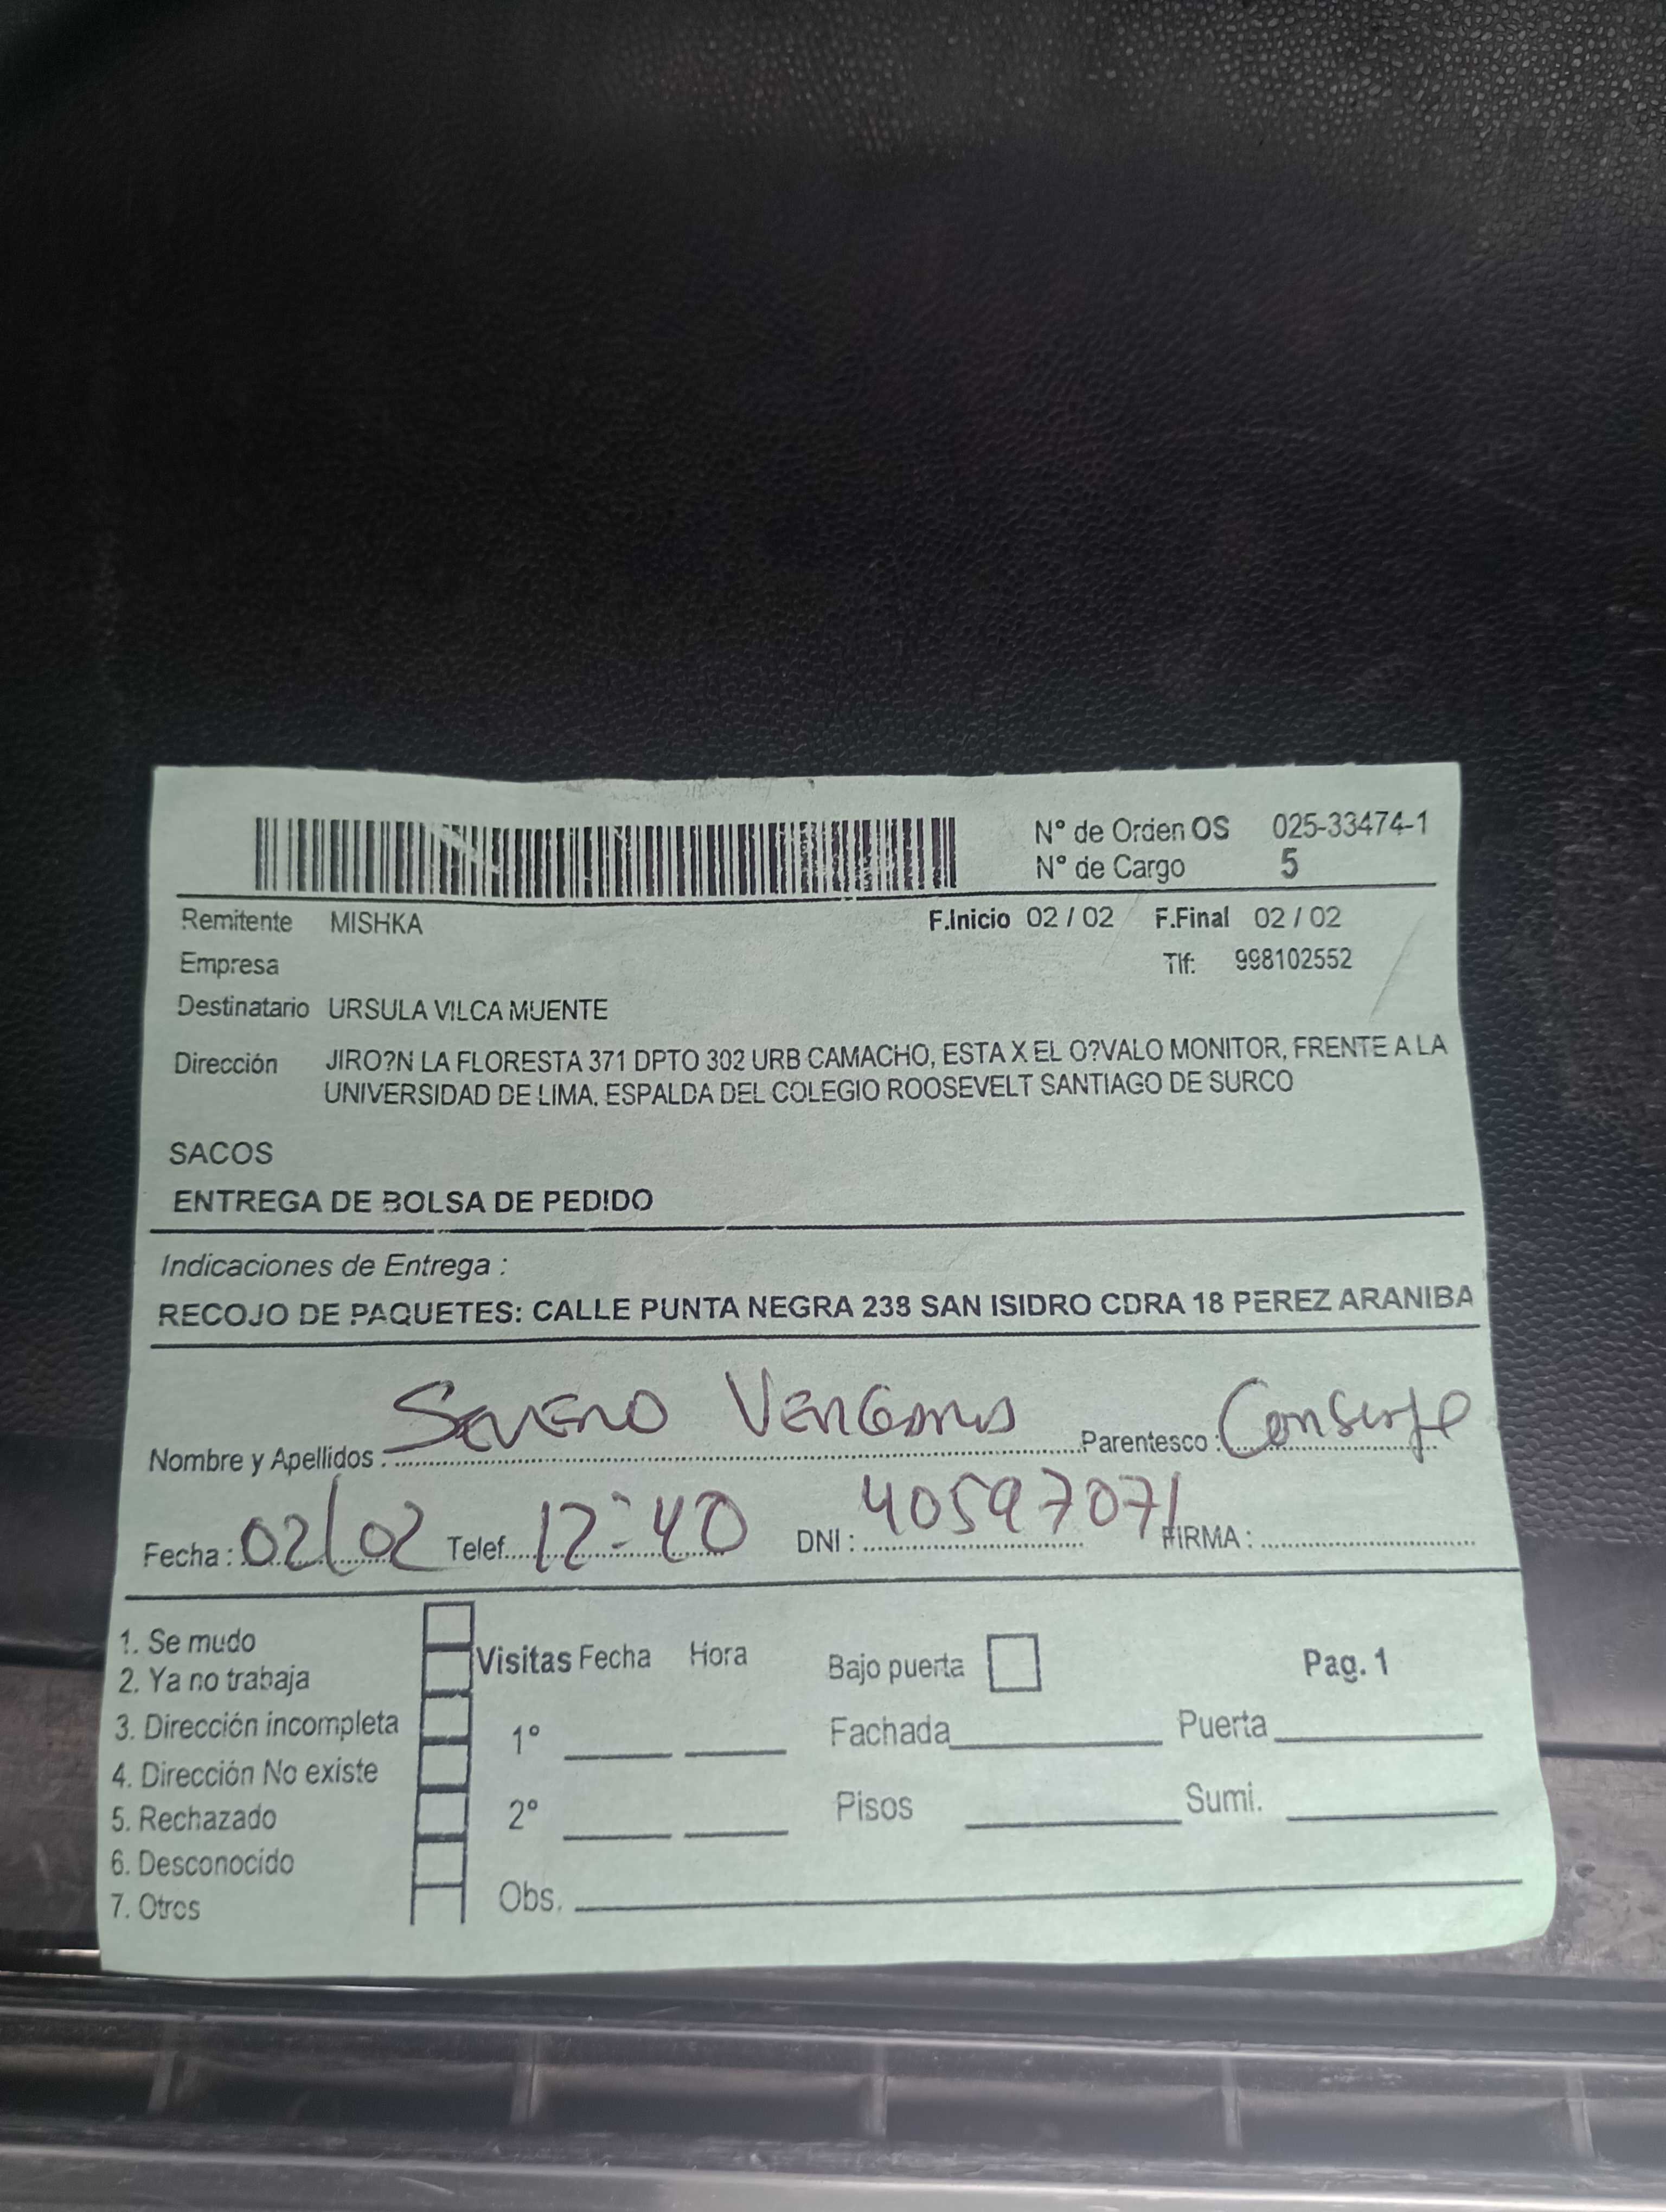 N° de Orden OS 025-33474-1
N° de Cargo 5
Remitente MISHKA F.Inicio 02 / 02 F.Final 02 / 02
Empresa Tlf: 998102552
Destinatario URSULA VILCA MUENTE
Dirección JIRO?N LA FLORESTA 371 DPTO 302 URB CAMACHO, ESTA X EL O?VALO MONITOR, FRENTE A LA
UNIVERSIDAD DE LIMA, ESPALDA DEL COLEGIO ROOSEVELT SANTIAGO DE SURCO
SACOS
ENTREGA DE BOLSA DE PEDIDO
Indicaciones de Entrega :
RECOJO DE PAQUETES: CALLE PUNTA NEGRA 238 SAN ISIDRO CDRA 18 PEREZ ARANIBA
Nombre y Apellidos : Parentesco : Conserje
Fecha : 02/02 Telef. 12:40 DNI : 40597071 FIRMA :
1. Se mudo
2. Ya no trabaja
3. Dirección incompleta
4. Dirección No existe
5. Rechazado
6. Desconocido
7. Otros
Visitas Fecha Hora Bajo puerta Pag. 1
1° Fachada Puerta
2° Pisos Sumi.
Obs.